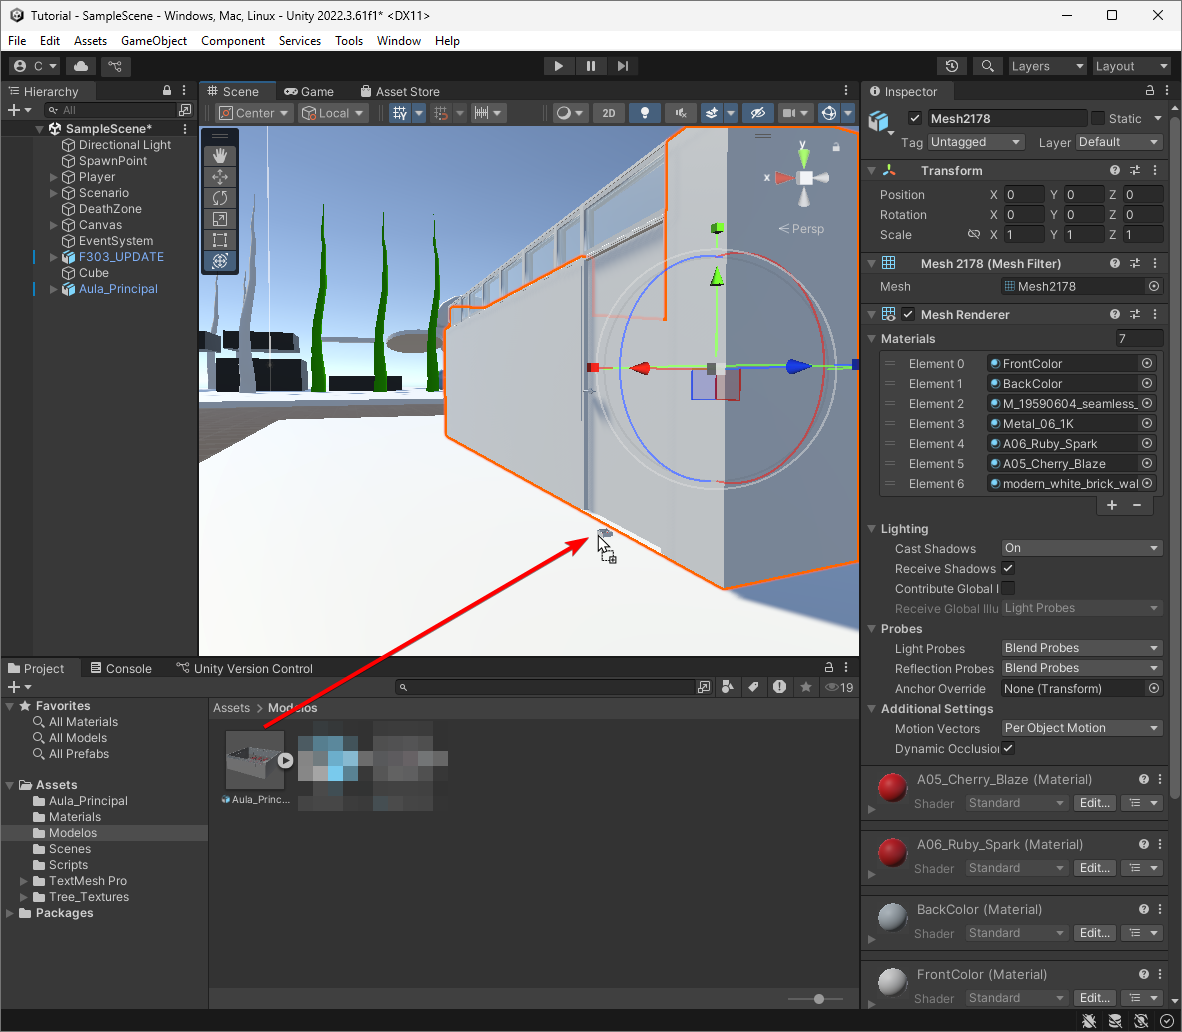 Tutorial - SampleScene - Windows, Mac, Linux - Unity 2022.3.61f1* <DX11>
File Edit Assets GameObject Component Services Tools Window Help
C Layers Layout
Hierarchy
All
SampleScene*
Directional Light
SpawnPoint
Player
Scenario
DeathZone
Canvas
EventSystem
F303_UPDATE
Cube
Aula_Principal
Scene Game Asset Store
Center Local 2D
y
x
Persp
Inspector
Mesh2178 Static
Tag Untagged Layer Default
Transform
Position X 0 Y 0 Z 0
Rotation X 0 Y 0 Z 0
Scale X 1 Y 1 Z 1
Mesh 2178 (Mesh Filter)
Mesh Mesh2178
Mesh Renderer
Materials 7
Element 0 FrontColor
Element 1 BackColor
Element 2 M_19590604_seamless_
Element 3 Metal_06_1K
Element 4 A06_Ruby_Spark
Element 5 A05_Cherry_Blaze
Element 6 modern_white_brick_wal
Lighting
Cast Shadows On
Receive Shadows
Contribute Global I
Receive Global Illu Light Probes
Probes
Light Probes Blend Probes
Reflection Probes Blend Probes
Anchor Override None (Transform)
Additional Settings
Motion Vectors Per Object Motion
Dynamic Occlusion
A05_Cherry_Blaze (Material)
Shader Standard Edit...
A06_Ruby_Spark (Material)
Shader Standard Edit...
BackColor (Material)
Shader Standard Edit...
FrontColor (Material)
Shader Standard Edit...
Project Console Unity Version Control
19
Favorites
All Materials
All Models
All Prefabs
Assets
Aula_Principal
Materials
Modelos
Scenes
Scripts
TextMesh Pro
Tree_Textures
Packages
Assets > Modelos
Aula_Princ...